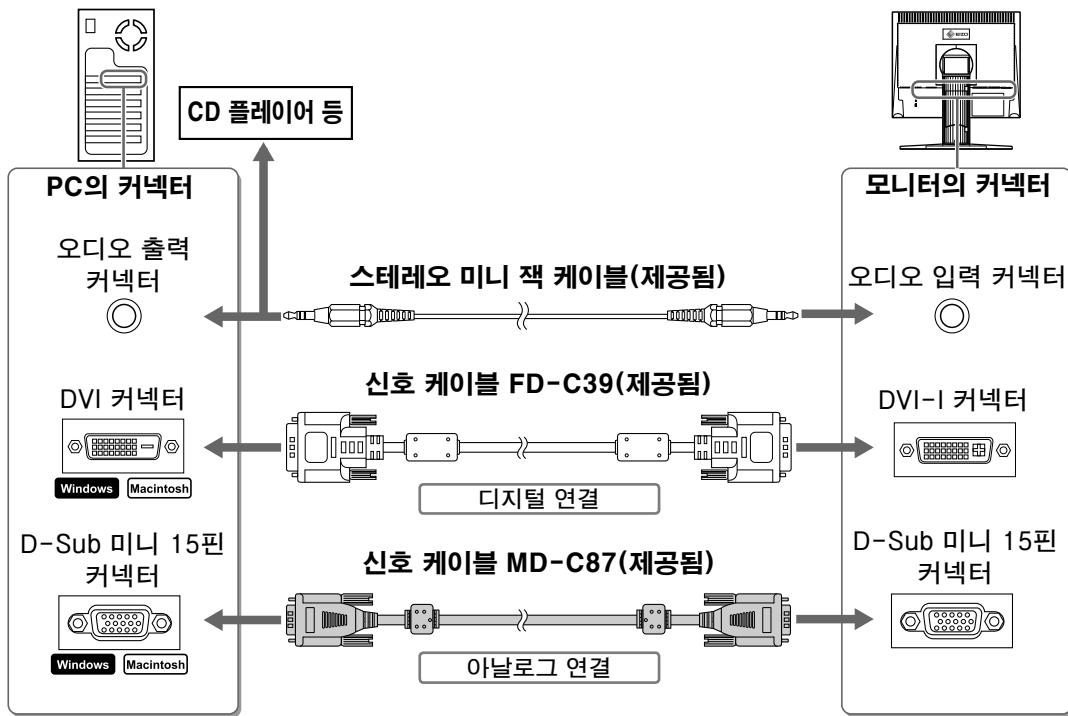 EIZO
CD 플레이어 등
PC의 커넥터
모니터의 커넥터
오디오 출력
커넥터
스테레오 미니 잭 케이블(제공됨)
오디오 입력 커넥터
신호 케이블 FD-C39(제공됨)
DVI 커넥터
DVI-I 커넥터
Windows Macintosh
디지털 연결
D-Sub 미니 15핀
커넥터
신호 케이블 MD-C87(제공됨)
D-Sub 미니 15핀
커넥터
Windows Macintosh
아날로그 연결